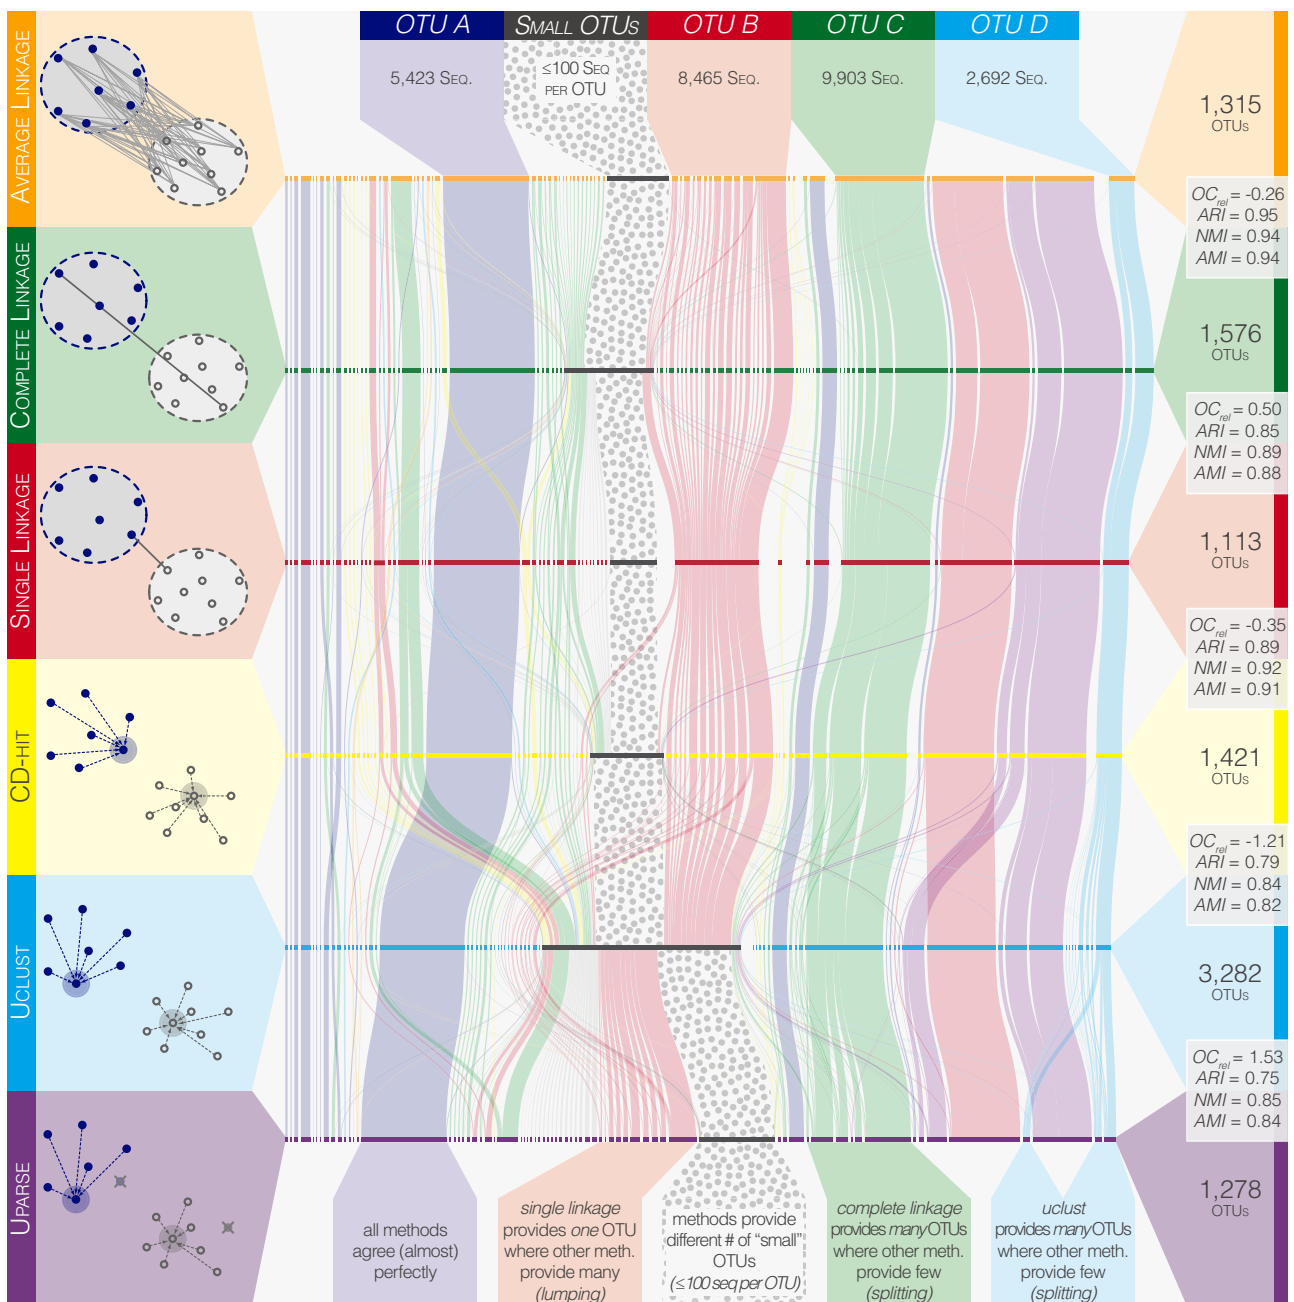 OTU A
SMALL OTUS
OTU B
OTU C
OTU D
5,423 SEQ.
≤100 SEQ
PER OTU
8,465 SEQ.
9,903 SEQ.
2,692 SEQ.
AVERAGE LINKAGE
1,315
OTUs
OCrel = -0.26
ARI = 0.95
NMI = 0.94
AMI = 0.94
COMPLETE LINKAGE
1,576
OTUs
OCrel = 0.50
ARI = 0.85
NMI = 0.89
AMI = 0.88
SINGLE LINKAGE
1,113
OTUs
OCrel = -0.35
ARI = 0.89
NMI = 0.92
AMI = 0.91
CD-HIT
1,421
OTUs
OCrel = -1.21
ARI = 0.79
NMI = 0.84
AMI = 0.82
UCLUST
3,282
OTUs
OCrel = 1.53
ARI = 0.75
NMI = 0.85
AMI = 0.84
UPARSE
1,278
OTUs
all methods
agree (almost)
perfectly
single linkage
provides one OTU
where other meth.
provide many
(lumping)
methods provide
different # of "small"
OTUs
(≤100 seq per OTU)
complete linkage
provides many OTUs
where other meth.
provide few
(splitting)
uclust
provides many OTUs
where other meth.
provide few
(splitting)